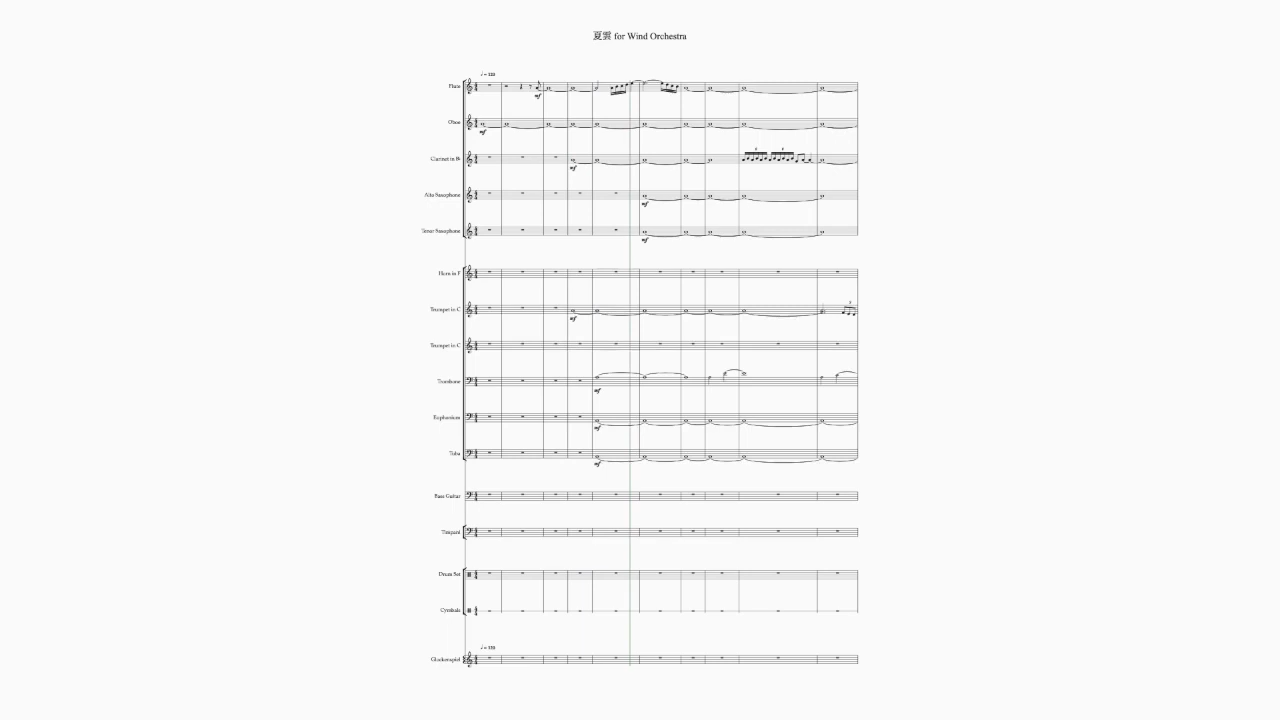 夏雲 for Wind Orchestra
♩ = 120
Flute
mf
Oboe
mf
Clarinet in B♭
mf
Alto Saxophone
mf
Tenor Saxophone
mf
Horn in F
Trumpet in C
mf
Trumpet in C
Trombone
mf
Euphonium
mf
Tuba
mf
Bass Guitar
Timpani
Drum Set
Cymbals
♩ = 120
Glockenspiel